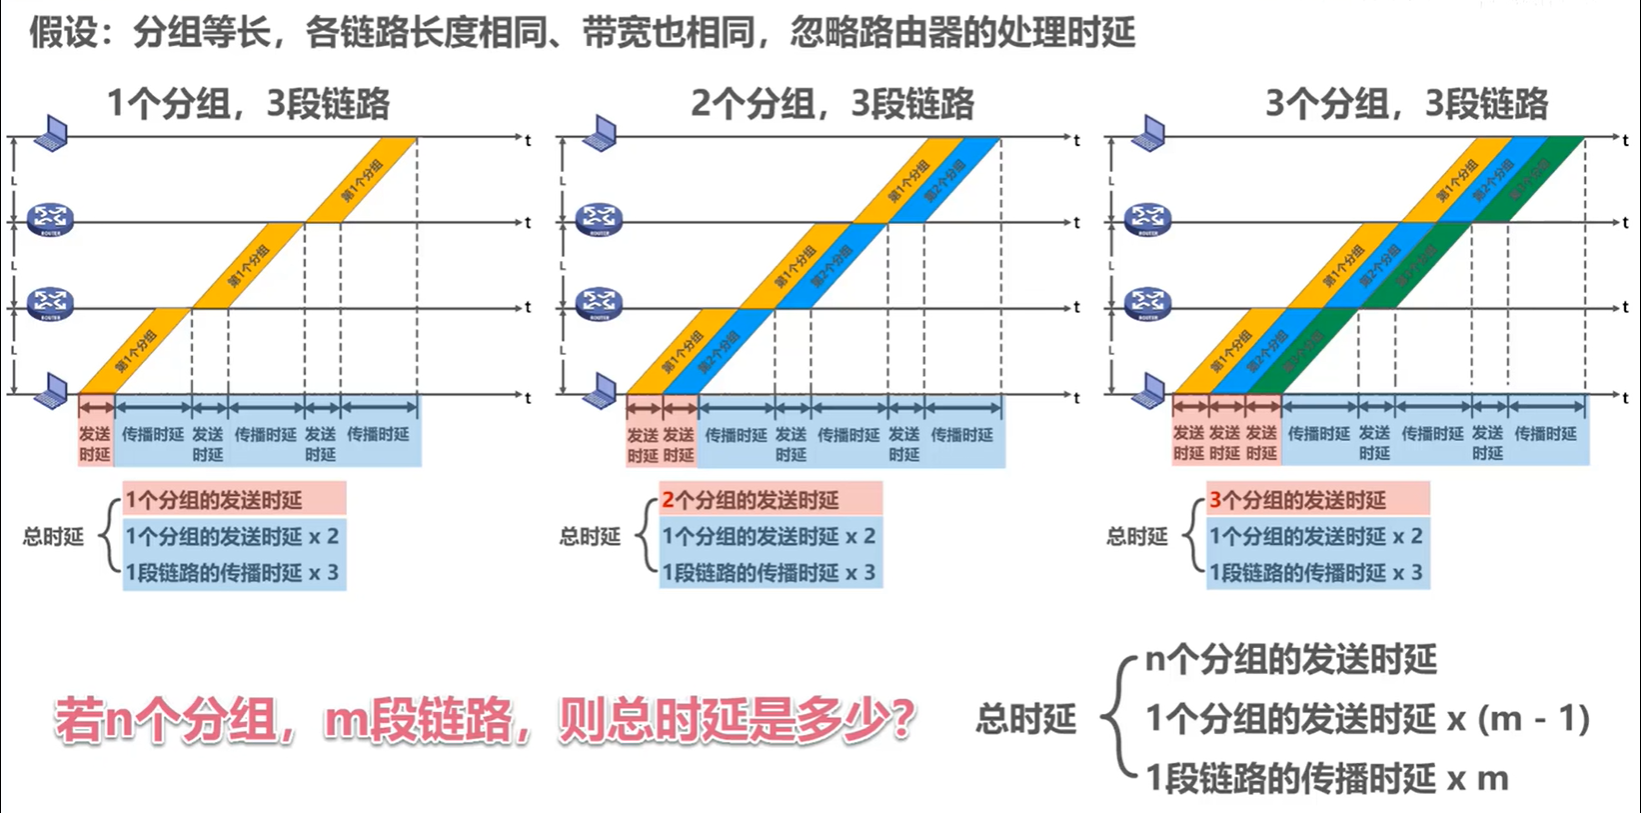 假设：分组等长，各链路长度相同、带宽也相同，忽略路由器的处理时延
1个分组，3段链路
t
t
t
t
L
L
L
ROUTER
ROUTER
第1个分组
第1个分组
第1个分组
发送时延
传播时延
发送时延
传播时延
发送时延
传播时延
总时延
1个分组的发送时延
1个分组的发送时延 x 2
1段链路的传播时延 x 3
2个分组，3段链路
t
t
t
t
L
L
L
ROUTER
ROUTER
第1个分组
第2个分组
第1个分组
第2个分组
第1个分组
第2个分组
发送时延
发送时延
传播时延
发送时延
传播时延
发送时延
传播时延
总时延
2个分组的发送时延
1个分组的发送时延 x 2
1段链路的传播时延 x 3
3个分组，3段链路
t
t
t
t
L
L
L
ROUTER
ROUTER
第1个分组
第2个分组
第3个分组
第1个分组
第2个分组
第3个分组
第1个分组
第2个分组
第3个分组
发送时延
发送时延
发送时延
传播时延
发送时延
传播时延
发送时延
传播时延
总时延
3个分组的发送时延
1个分组的发送时延 x 2
1段链路的传播时延 x 3
若n个分组，m段链路，则总时延是多少？
总时延
n个分组的发送时延
1个分组的发送时延 x (m - 1)
1段链路的传播时延 x m